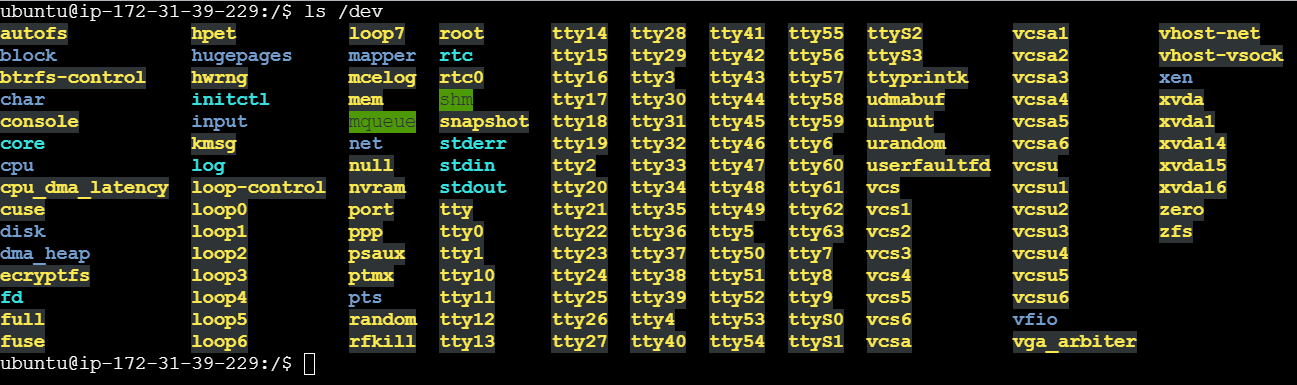 ubuntu@ip-172-31-39-229:/$ ls /dev
autofs hpet loop7 root tty14 tty28 tty41 tty55 ttyS2 vcsa1 vhost-net
block hugepages mapper rtc tty15 tty29 tty42 tty56 ttyS3 vcsa2 vhost-vsock
btrfs-control hwrng mcelog rtc0 tty16 tty3 tty43 tty57 ttyprintk vcsa3 xen
char initctl mem shm tty17 tty30 tty44 tty58 udmabuf vcsa4 xvda
console input mqueue snapshot tty18 tty31 tty45 tty59 uinput vcsa5 xvda1
core kmsg net stderr tty19 tty32 tty46 tty6 urandom vcsa6 xvda14
cpu log null stdin tty2 tty33 tty47 tty60 userfaultfd vcsu xvda15
cpu_dma_latency loop-control nvram stdout tty20 tty34 tty48 tty61 vcs vcsu1 xvda16
cuse loop0 port tty tty21 tty35 tty49 tty62 vcs1 vcsu2 zero
disk loop1 ppp tty0 tty22 tty36 tty5 tty63 vcs2 vcsu3 zfs
dma_heap loop2 psaux tty1 tty23 tty37 tty50 tty7 vcs3 vcsu4
ecryptfs loop3 ptmx tty10 tty24 tty38 tty51 tty8 vcs4 vcsu5
fd loop4 pts tty11 tty25 tty39 tty52 tty9 vcs5 vcsu6
full loop5 random tty12 tty26 tty4 tty53 ttyS0 vcs6 vfio
fuse loop6 rfkill tty13 tty27 tty40 tty54 ttyS1 vcsa vga_arbiter
ubuntu@ip-172-31-39-229:/$